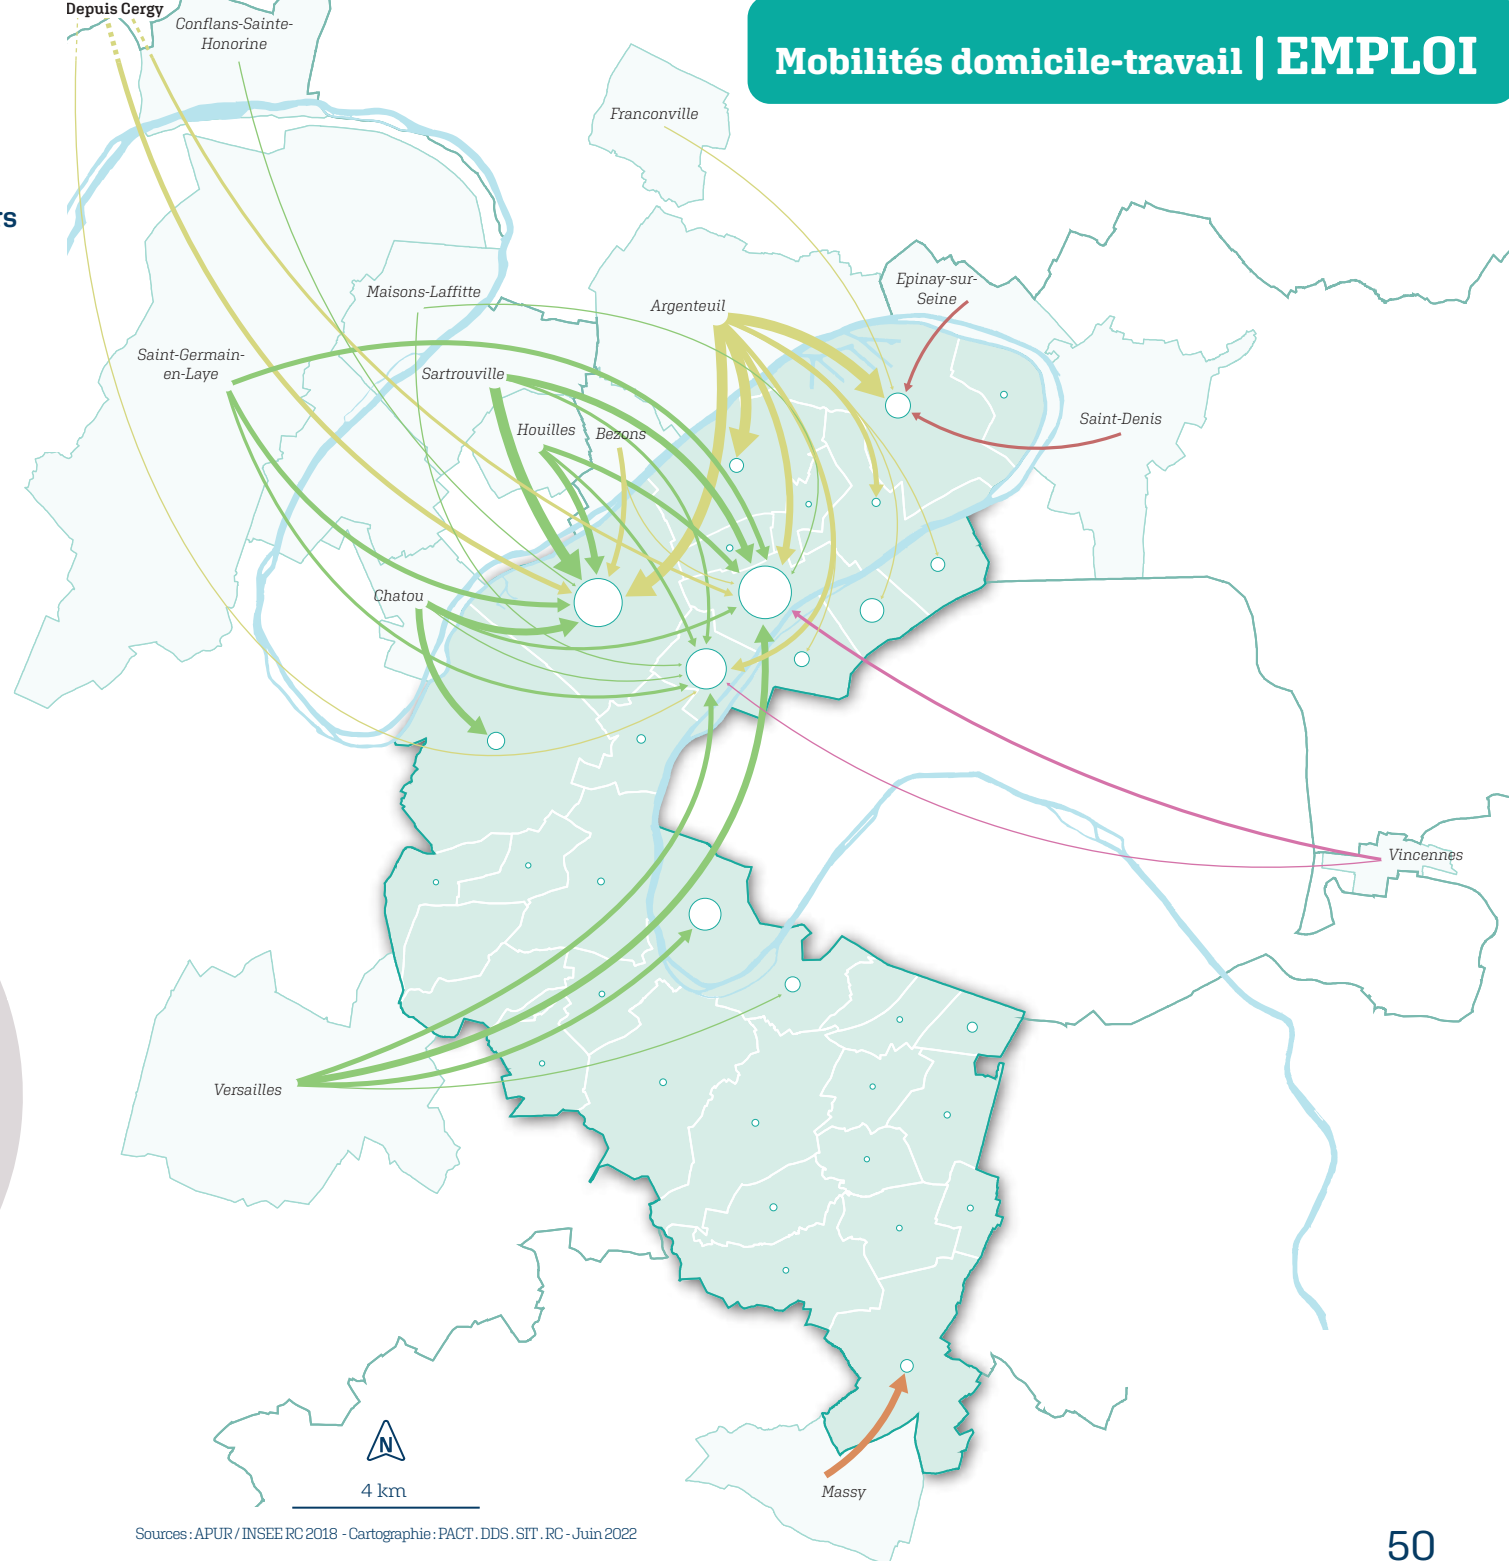 Depuis Cergy
Conflans-Sainte-
Honorine
Mobilités domicile-travail | EMPLOI
Franconville
rs
Epinay-sur-
Seine
Maisons-Laffitte
Argenteuil
Saint-Germain-
en-Laye
Sartrouville
Saint-Denis
Houilles
Bezons
Chatou
Vincennes
Versailles
N
4 km
Massy
Sources : APUR / INSEE RC 2018 - Cartographie : PACT . DDS . SIT . RC - Juin 2022
50